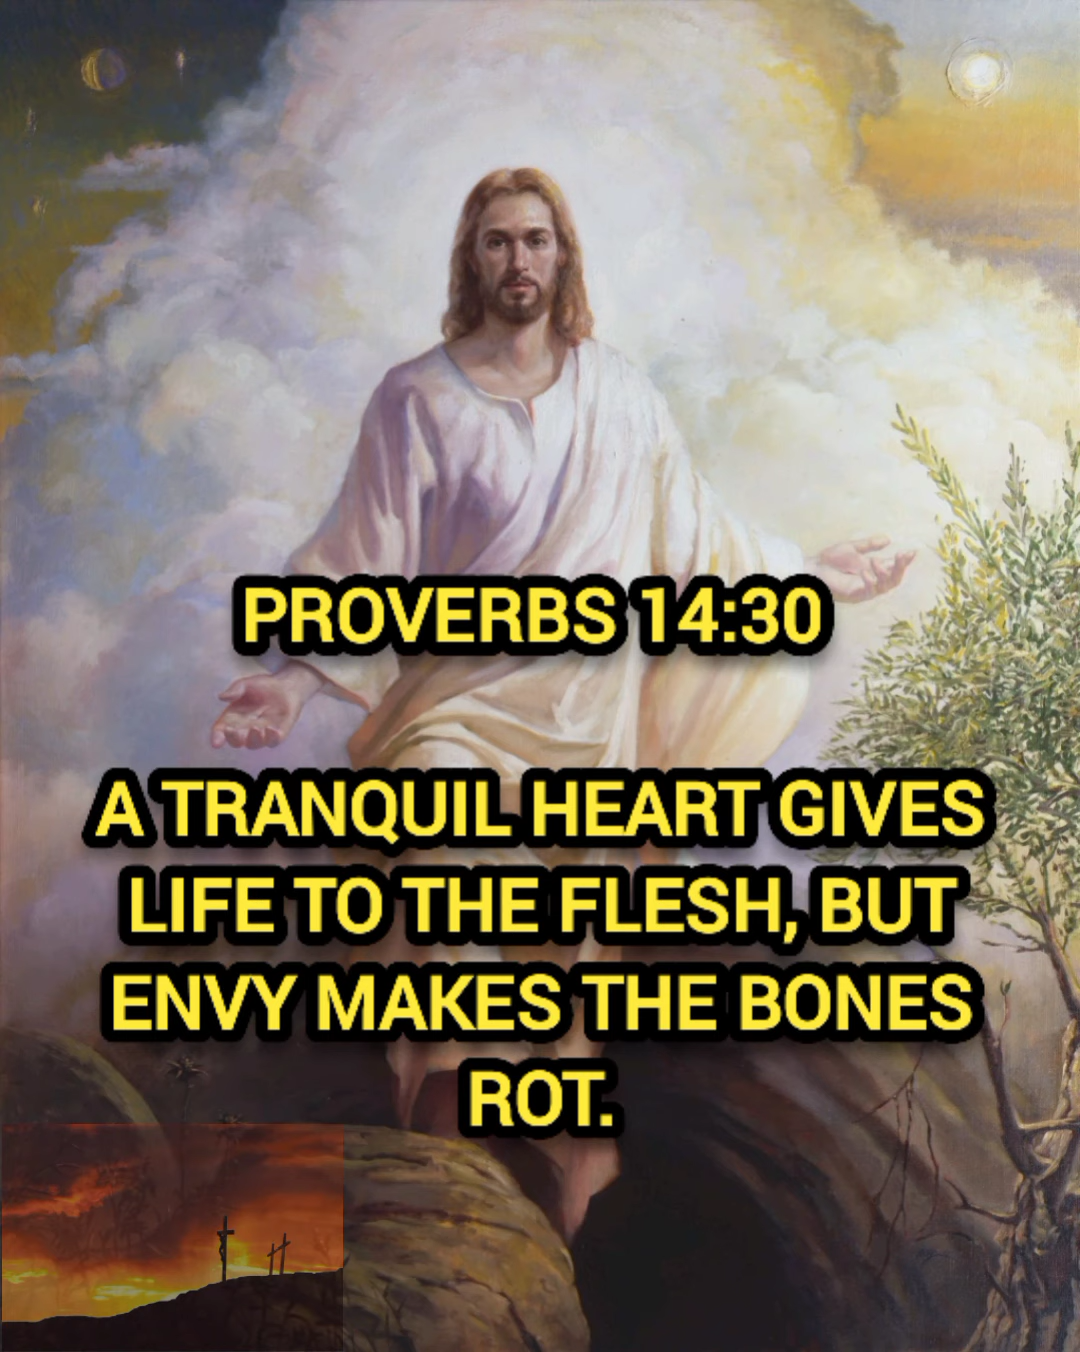 PROVERBS 14:30
A TRANQUIL HEART GIVES
LIFE TO THE FLESH, BUT
ENVY MAKES THE BONES
ROT.